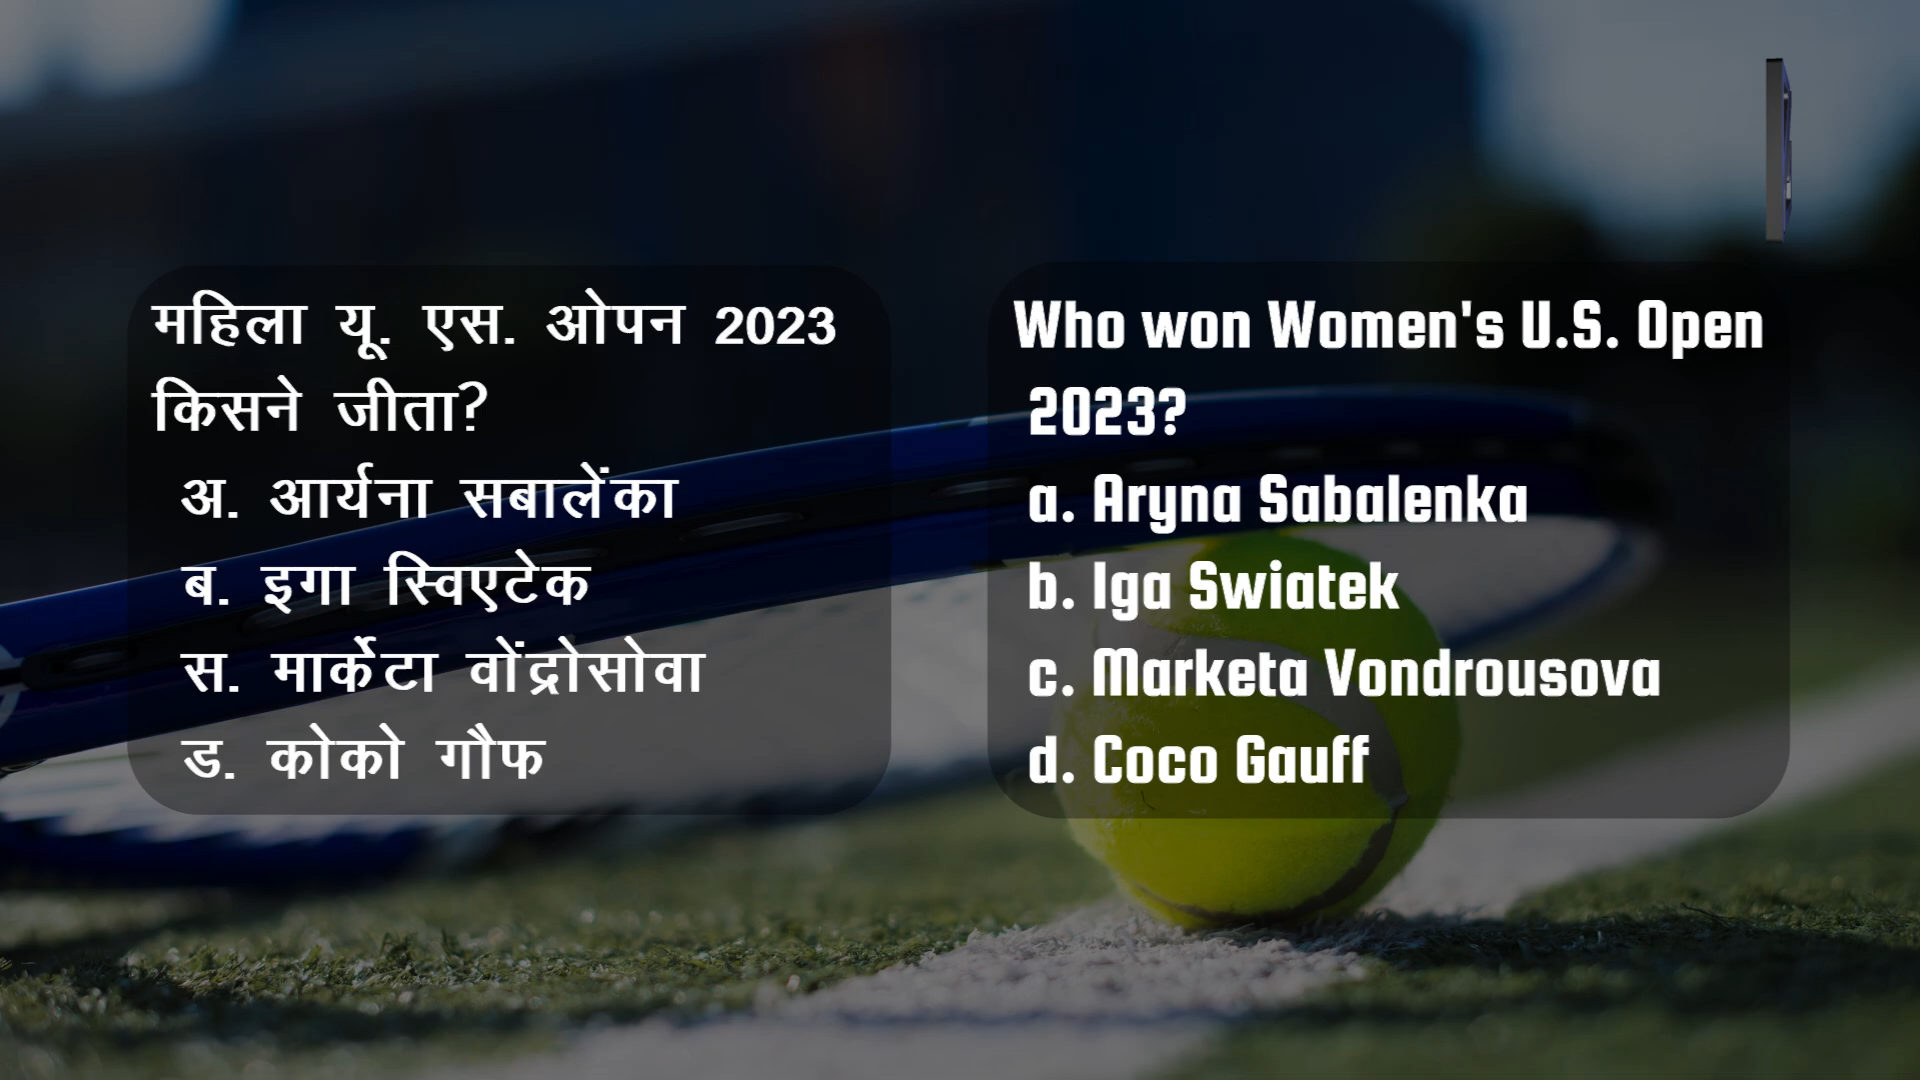 महिला यू. एस. ओपन 2023
किसने जीता?
अ. आर्यना सबालेंका
ब. इगा स्विएटेक
स. मार्केटा वोंद्रोसोवा
ड. कोको गौफ
Who won Women's U.S. Open
2023?
a. Aryna Sabalenka
b. Iga Swiatek
c. Marketa Vondrousova
d. Coco Gauff